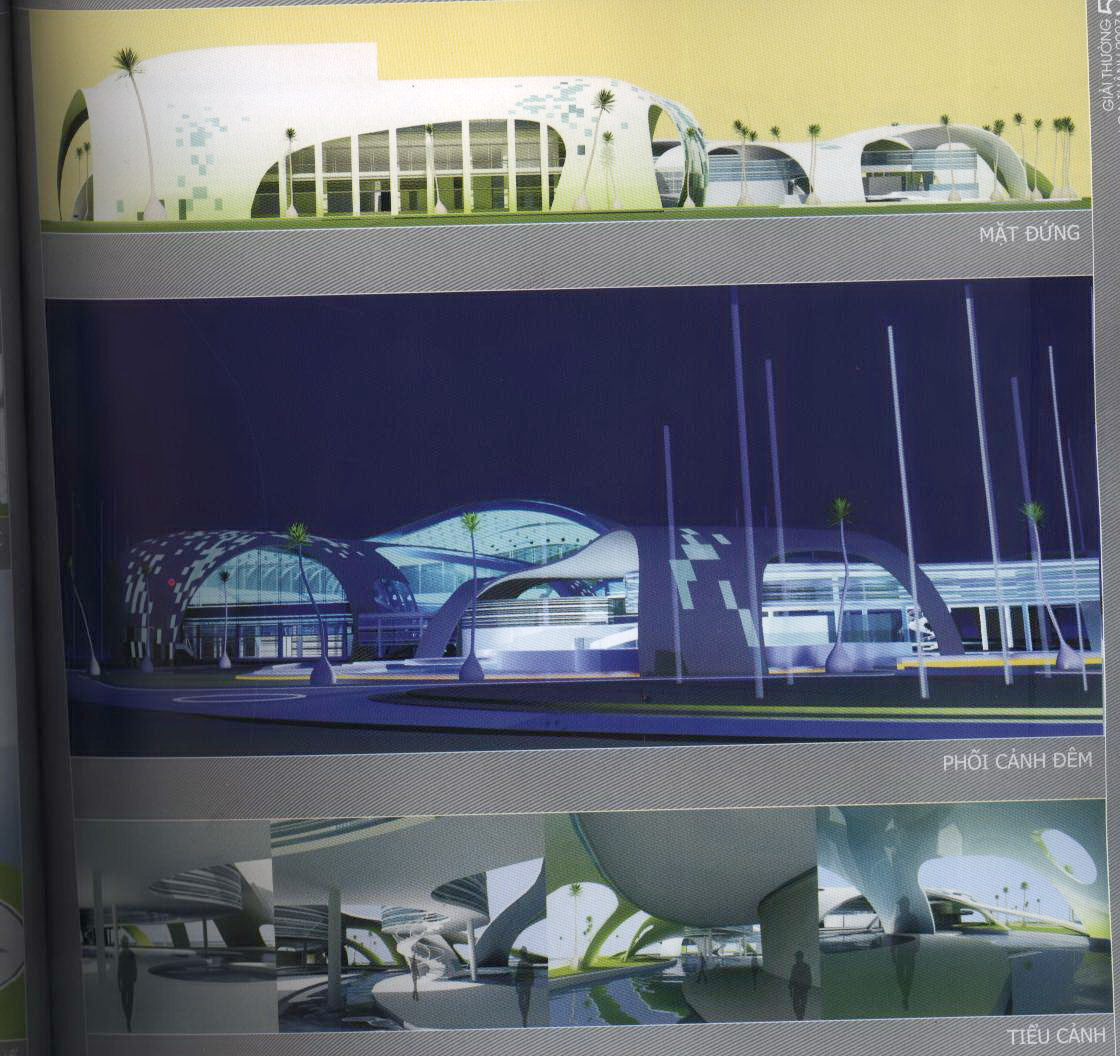 GIẢI THƯỞNG
MẶT ĐỨNG
PHỐI CẢNH ĐÊM
TIỂU CẢNH